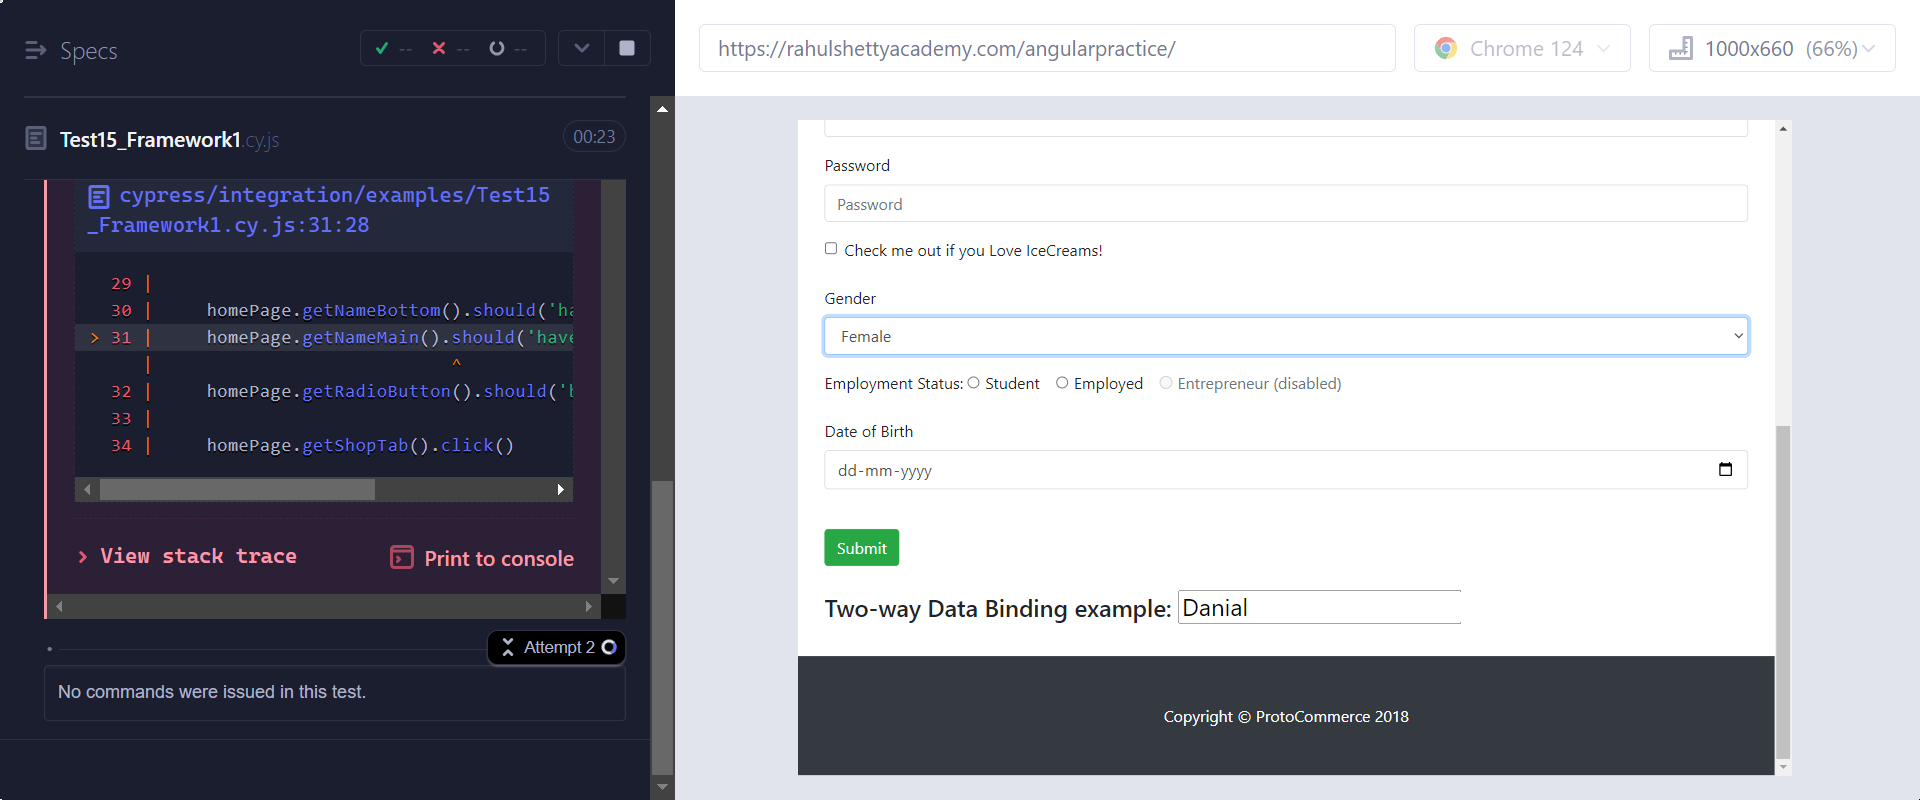 Specs
-- -- --
Test15_Framework1.cy.js
00:23
cypress/integration/examples/Test15
_Framework1.cy.js:31:28
29 |
30 | homePage.getNameBottom().should('ha
> 31 | homePage.getNameMain().should('have
| ^
32 | homePage.getRadioButton().should('b
33 |
34 | homePage.getShopTab().click()
> View stack trace
Print to console
Attempt 2
No commands were issued in this test.
https://rahulshettyacademy.com/angularpractice/
Chrome 124
1000x660 (66%)
Password
Password
Check me out if you Love IceCreams!
Gender
Female
Employment Status: Student Employed Entrepreneur (disabled)
Date of Birth
dd-mm-yyyy
Submit
Two-way Data Binding example: Danial
Copyright © ProtoCommerce 2018